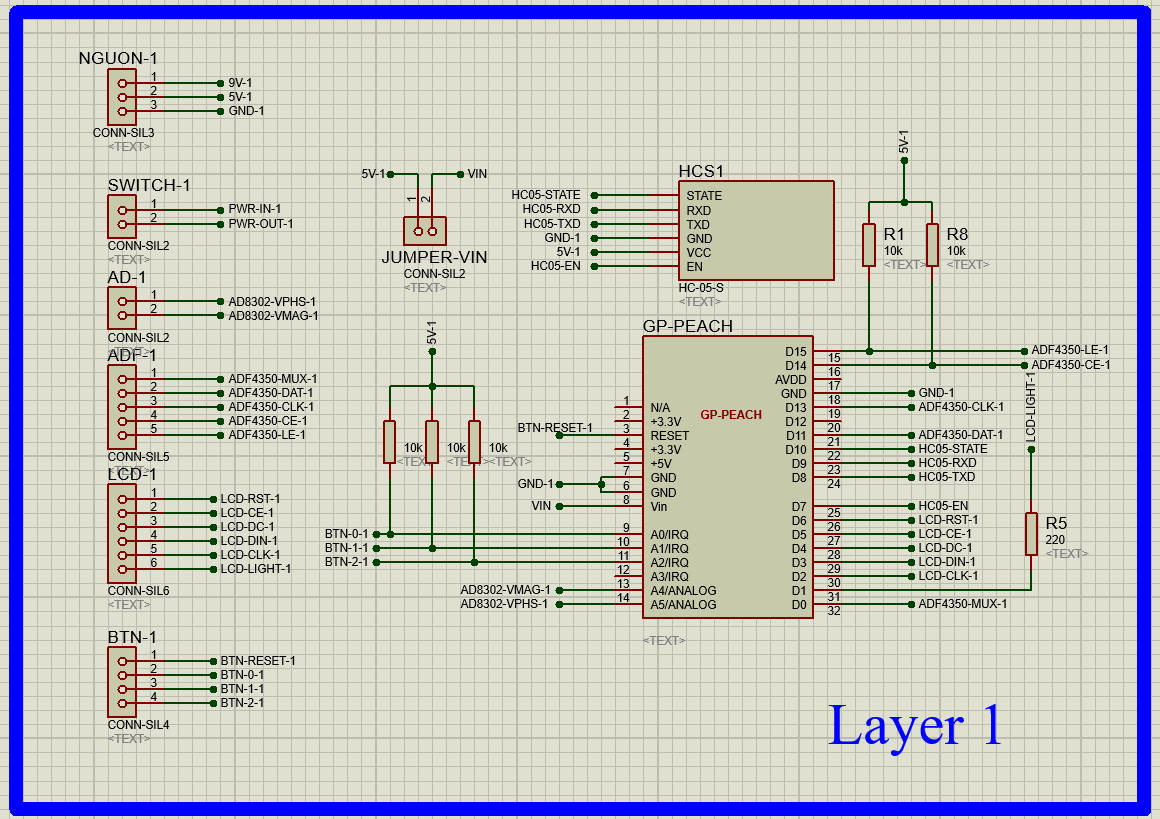 NGUON-1
1 9V-1
2 5V-1
3 GND-1
CONN-SIL3
<TEXT>
SWITCH-1
1 PWR-IN-1
2 PWR-OUT-1
CONN-SIL2
<TEXT>
AD-1
1 AD8302-VPHS-1
2 AD8302-VMAG-1
CONN-SIL2
<TEXT>
ADF-1
1 ADF4350-MUX-1
2 ADF4350-DAT-1
3 ADF4350-CLK-1
4 ADF4350-CE-1
5 ADF4350-LE-1
CONN-SIL5
<TEXT>
LCD-1
1 LCD-RST-1
2 LCD-CE-1
3 LCD-DC-1
4 LCD-DIN-1
5 LCD-CLK-1
6 LCD-LIGHT-1
CONN-SIL6
<TEXT>
BTN-1
1 BTN-RESET-1
2 BTN-0-1
3 BTN-1-1
4 BTN-2-1
CONN-SIL4
<TEXT>
5V-1 VIN
1 2
JUMPER-VIN
CONN-SIL2
<TEXT>
5V-1
10k 10k 10k
<TEXT> <TEXT> <TEXT>
HCS1
HC05-STATE STATE
HC05-RXD RXD
HC05-TXD TXD
GND-1 GND
5V-1 VCC
HC05-EN EN
HC-05-S
<TEXT>
5V-1
R1 R8
10k 10k
<TEXT> <TEXT>
GP-PEACH
GP-PEACH
1 N/A
2 +3.3V
BTN-RESET-1 3 RESET
4 +3.3V
5 +5V
GND-1 7 GND
6 GND
VIN 8 Vin
BTN-0-1 9 A0/IRQ
BTN-1-1 10 A1/IRQ
BTN-2-1 11 A2/IRQ
12 A3/IRQ
AD8302-VMAG-1 13 A4/ANALOG
AD8302-VPHS-1 14 A5/ANALOG
D15 15 ADF4350-LE-1
D14 16 ADF4350-CE-1
AVDD 17
GND 18 GND-1
D13 19 ADF4350-CLK-1
D12 20
D11 21 ADF4350-DAT-1
D10 22 HC05-STATE
D9 23 HC05-RXD
D8 24 HC05-TXD
D7 25 HC05-EN
D6 26 LCD-RST-1
D5 27 LCD-CE-1
D4 28 LCD-DC-1
D3 29 LCD-DIN-1
D2 30 LCD-CLK-1
D1 31
D0 32 ADF4350-MUX-1
<TEXT>
LCD-LIGHT-1
R5
220
<TEXT>
Layer 1